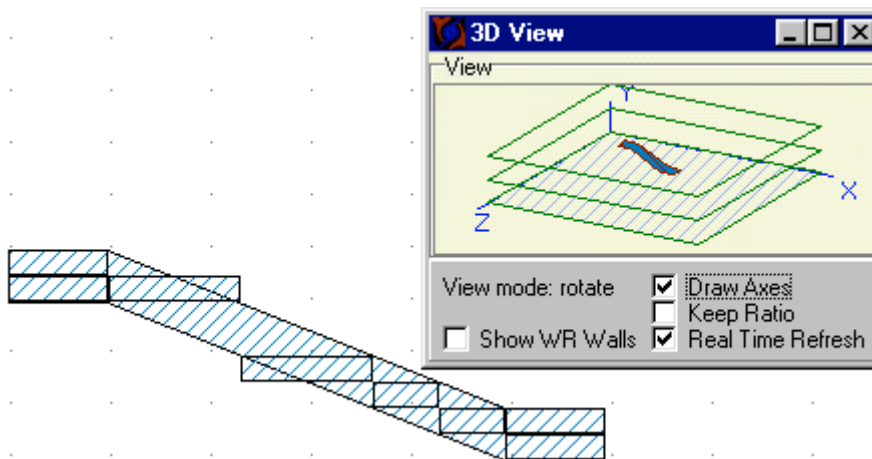 3D View
View
Y
X
Z
View mode: rotate
Draw Axes
Keep Ratio
Show WR Walls
Real Time Refresh